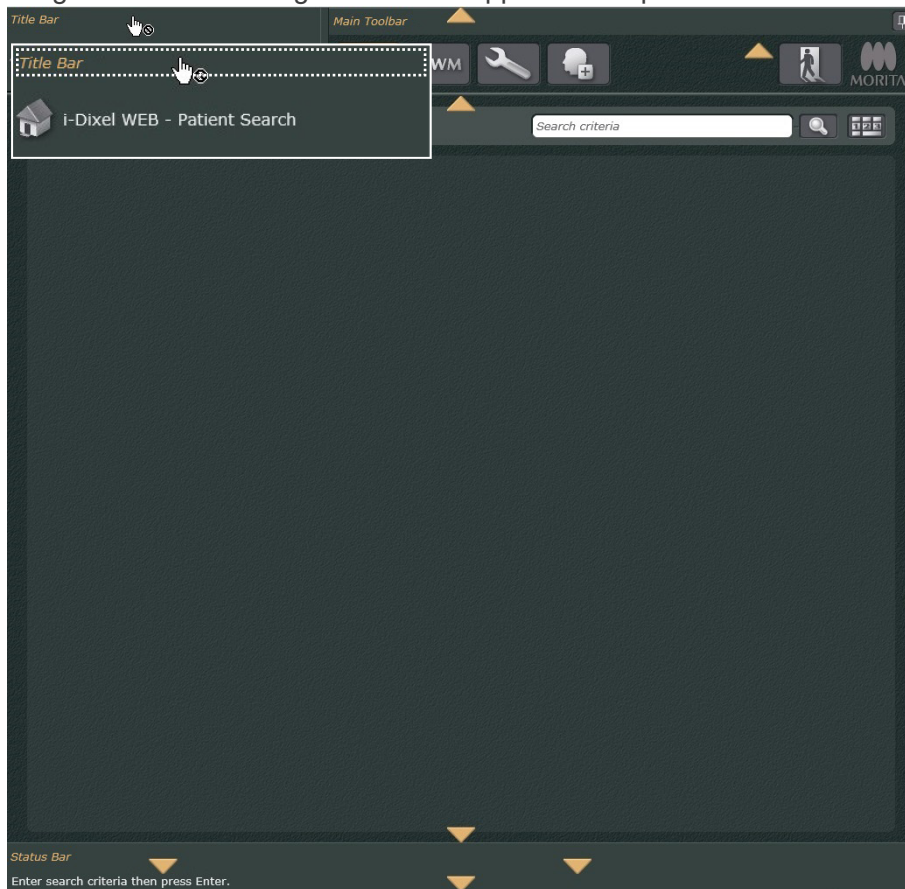 Title Bar
Main Toolbar
Title Bar
WM
MORITA
i-Dixel WEB - Patient Search
Search criteria
123
Status Bar
Enter search criteria then press Enter.